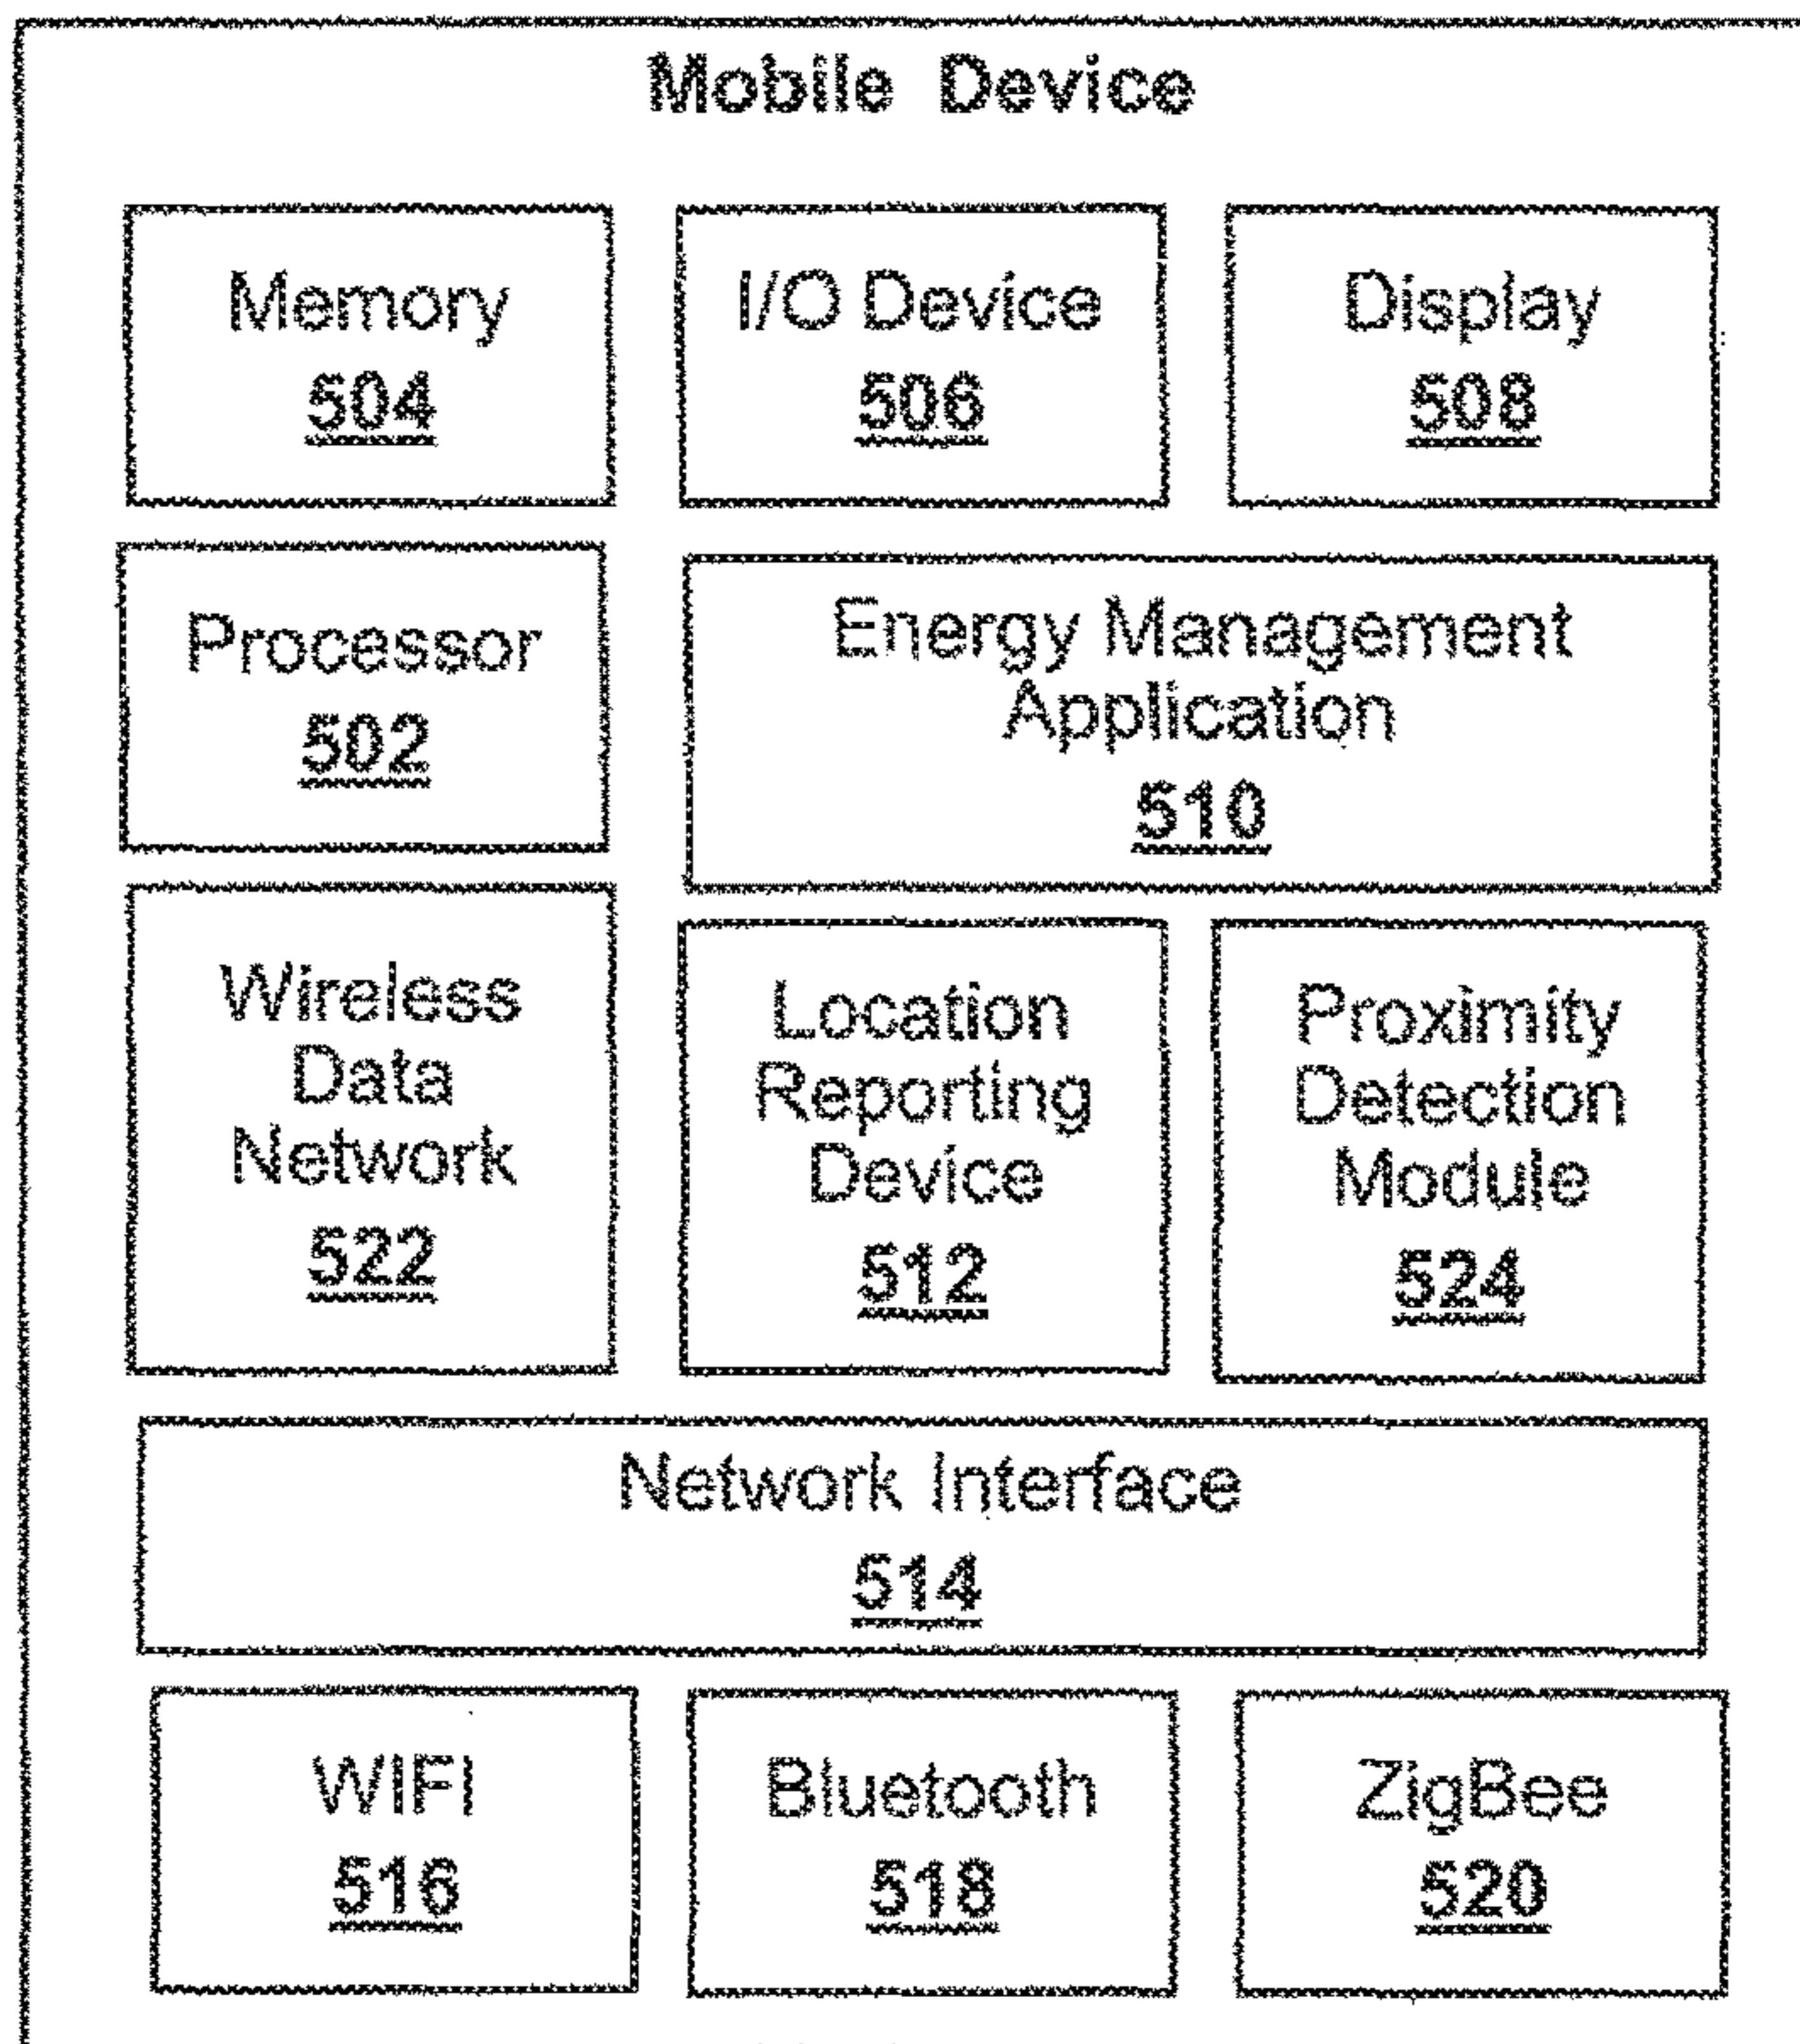 Mobile Device
Memory
504
I/O Device
506
Display
508
Processor
502
Energy Management
Application
510
Wireless
Data
Network
522
Location
Reporting
Device
512
Proximity
Detection
Module
524
Network Interface
514
WIFI
516
Bluetooth
518
ZigBee
520